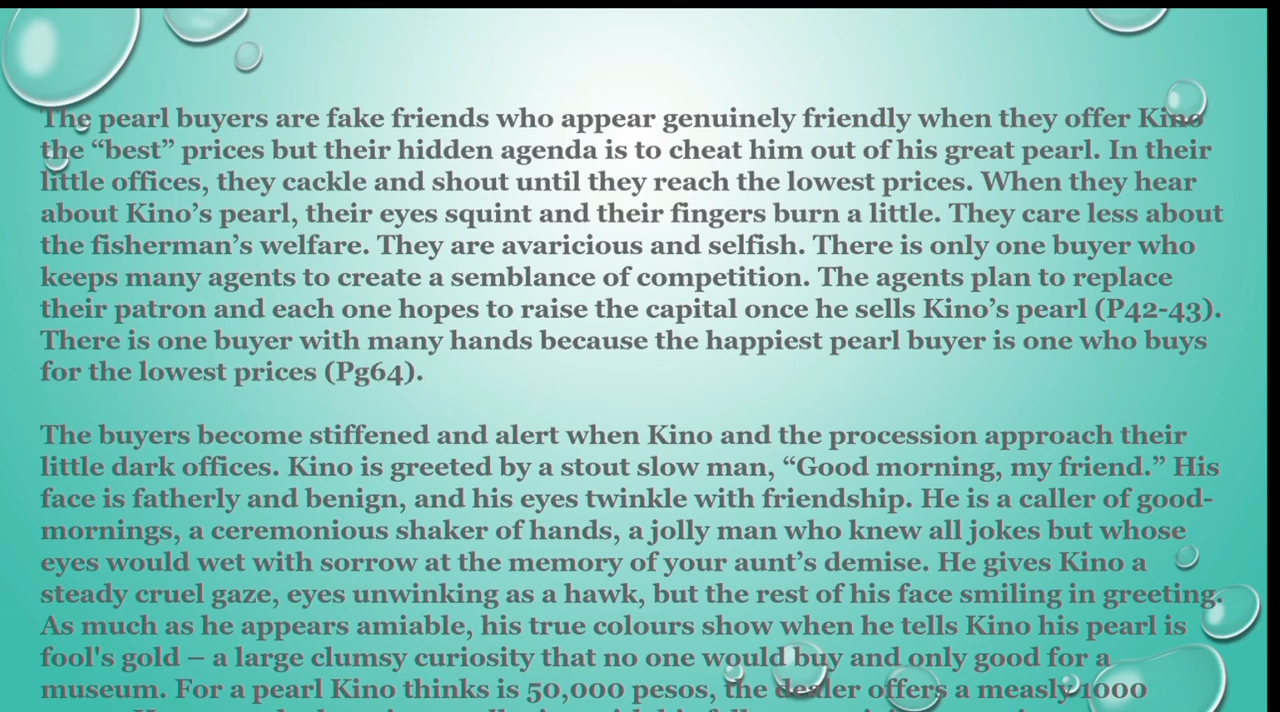 The pearl buyers are fake friends who appear genuinely friendly when they offer Kino
the “best” prices but their hidden agenda is to cheat him out of his great pearl. In their
little offices, they cackle and shout until they reach the lowest prices. When they hear
about Kino’s pearl, their eyes squint and their fingers burn a little. They care less about
the fisherman’s welfare. They are avaricious and selfish. There is only one buyer who
keeps many agents to create a semblance of competition. The agents plan to replace
their patron and each one hopes to raise the capital once he sells Kino’s pearl (P42-43).
There is one buyer with many hands because the happiest pearl buyer is one who buys
for the lowest prices (Pg64).
The buyers become stiffened and alert when Kino and the procession approach their
little dark offices. Kino is greeted by a stout slow man, “Good morning, my friend.” His
face is fatherly and benign, and his eyes twinkle with friendship. He is a caller of good-
mornings, a ceremonious shaker of hands, a jolly man who knew all jokes but whose
eyes would wet with sorrow at the memory of your aunt’s demise. He gives Kino a
steady cruel gaze, eyes unwinking as a hawk, but the rest of his face smiling in greeting.
As much as he appears amiable, his true colours show when he tells Kino his pearl is
fool's gold – a large clumsy curiosity that no one would buy and only good for a
museum. For a pearl Kino thinks is 50,000 pesos, the dealer offers a measly 1000